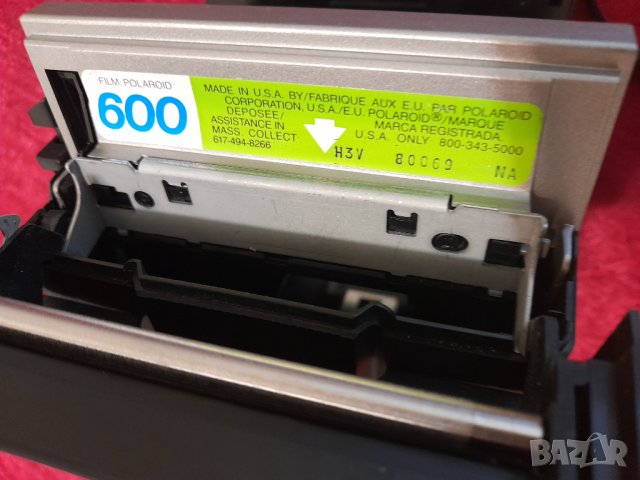 FILM POLAROID
600
MADE IN U.S.A. BY/FABRIQUE AUX E.U. PAR POLAROID
CORPORATION, U.S.A./E.U. POLAROID®/MARQUE
DEPOSEE/ MARCA REGISTRADA
ASSISTANCE IN U.S.A. ONLY 800-343-5000
MASS. COLLECT-
617-494-8266
H3V 80069 NA
BAZAR